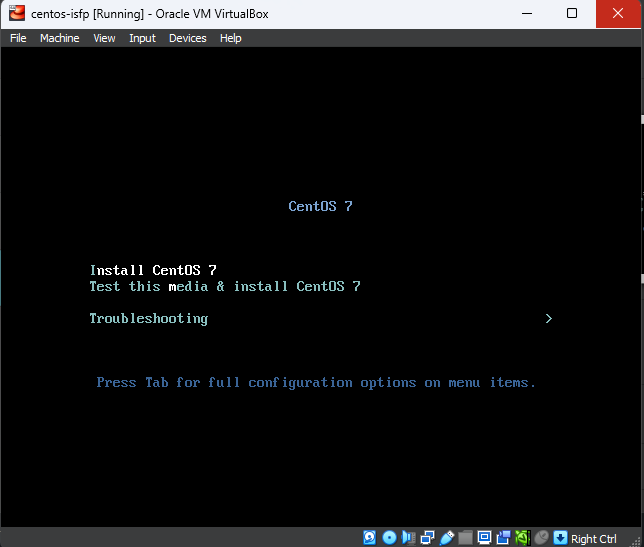 centos-isfp [Running] - Oracle VM VirtualBox
File Machine View Input Devices Help
CentOS 7
Install CentOS 7
Test this media & install CentOS 7
Troubleshooting >
Press Tab for full configuration options on menu items.
Right Ctrl